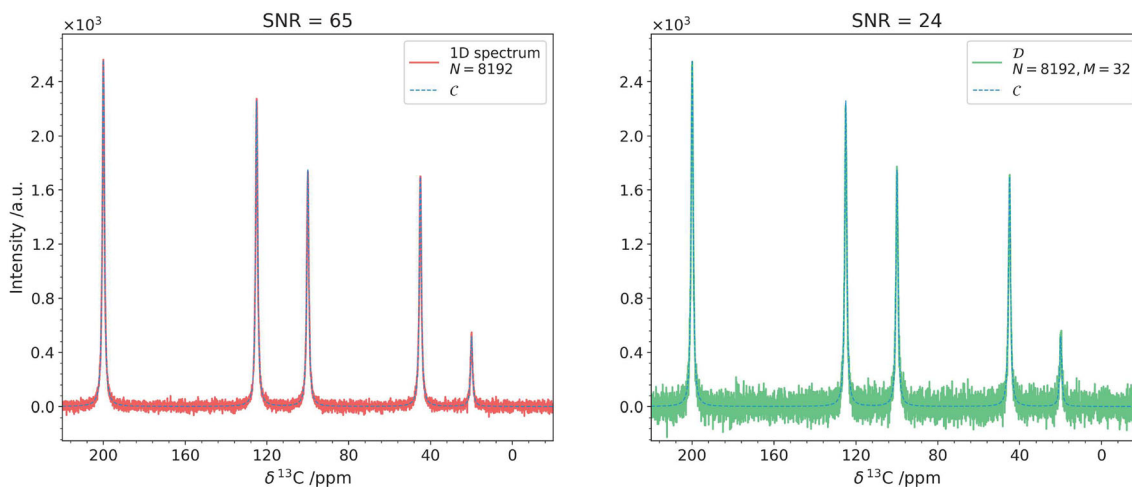 SNR = 65
×10³
1D spectrum
N = 8192
𝒞
2.4
2.0
1.6
1.2
0.8
0.4
0.0
Intensity /a.u.
200 160 120 80 40 0
δ ¹³C /ppm
SNR = 24
×10³
𝒟
N = 8192, M = 32
𝒞
2.4
2.0
1.6
1.2
0.8
0.4
0.0
200 160 120 80 40 0
δ ¹³C /ppm